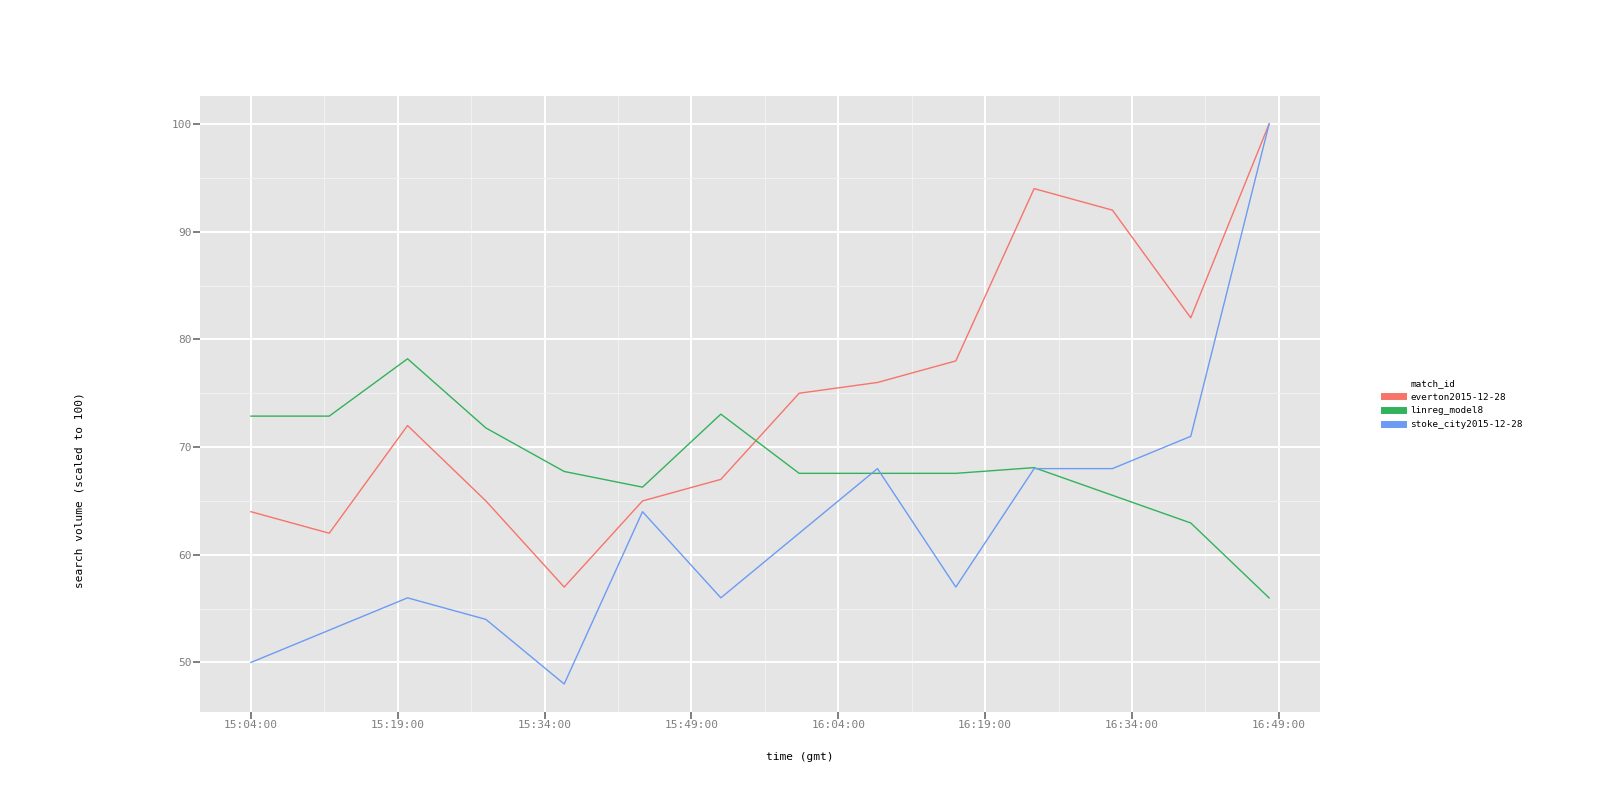 100
90
80
70
60
50
search volume (scaled to 100)
15:04:00 15:19:00 15:34:00 15:49:00 16:04:00 16:19:00 16:34:00 16:49:00
time (gmt)
match_id
everton2015-12-28
linreg_model8
stoke_city2015-12-28